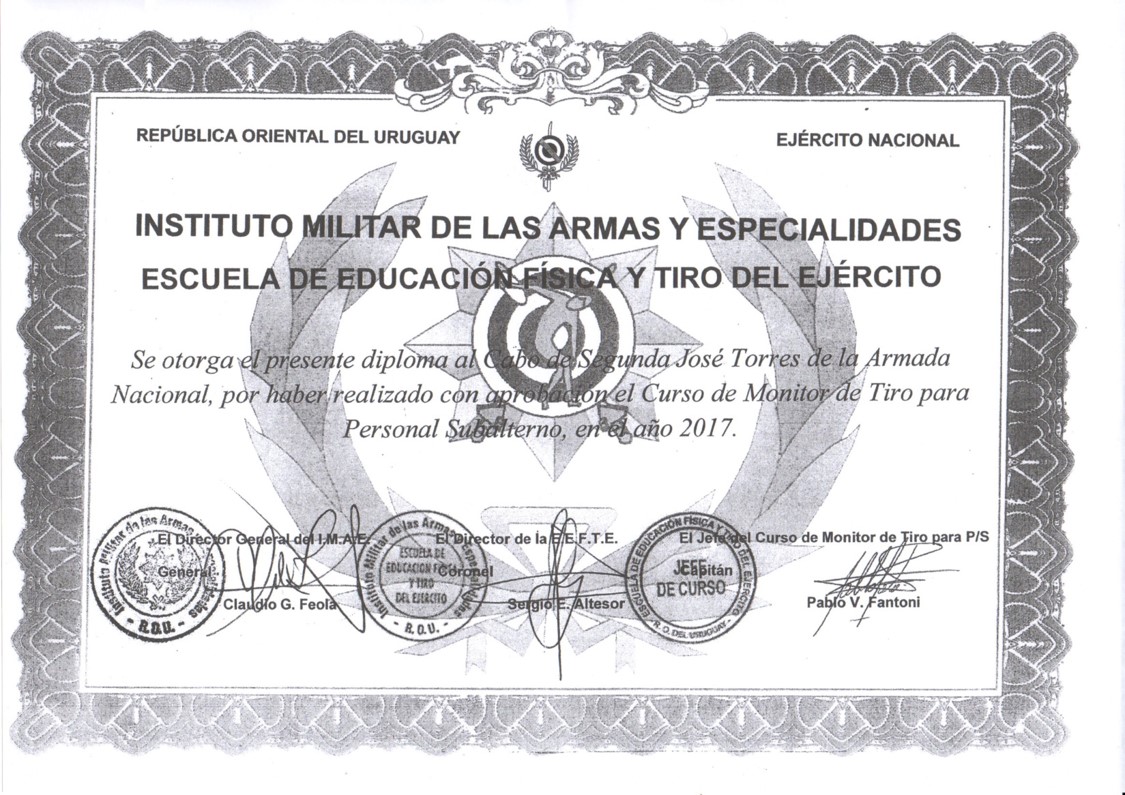 REPÚBLICA ORIENTAL DEL URUGUAY
EJÉRCITO NACIONAL
INSTITUTO MILITAR DE LAS ARMAS Y ESPECIALIDADES
ESCUELA DE EDUCACIÓN FÍSICA Y TIRO DEL EJÉRCITO
Se otorga el presente diploma al Cabo de Segunda José Torres de la Armada
Nacional, por haber realizado con aprobación el Curso de Monitor de Tiro para
Personal Subalterno, en el año 2017.
El Director General del I.M.A.E.
General
Claudio G. Feola
Instituto Militar de las Armas
Especialidades
- R.O.U. -
El Director de la E.E.F.T.E.
Coronel
Sergio E. Altesor
Instituto Militar de las Armas y Especialidades
ESCUELA DE
EDUCACION FISICA
Y TIRO
DEL EJERCITO
- R.O.U. -
El Jefe del Curso de Monitor de Tiro para P/S
Capitán
Pablo V. Fantoni
ESCUELA DE EDUCACIÓN FÍSICA Y TIRO DEL EJERCITO
JEFE
DE CURSO
- R.O. DEL URUGUAY -